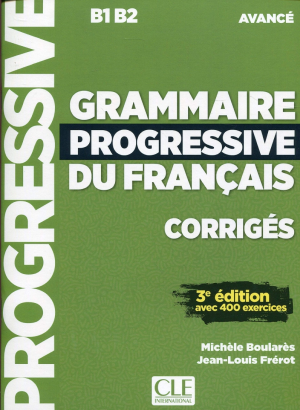 PROGRESSIVE
B1 B2
AVANCÉ
GRAMMAIRE
PROGRESSIVE
DU FRANÇAIS
CORRIGÉS
3e édition
avec 400 exercices
Michèle Boularès
Jean-Louis Frérot
CLE
INTERNATIONAL